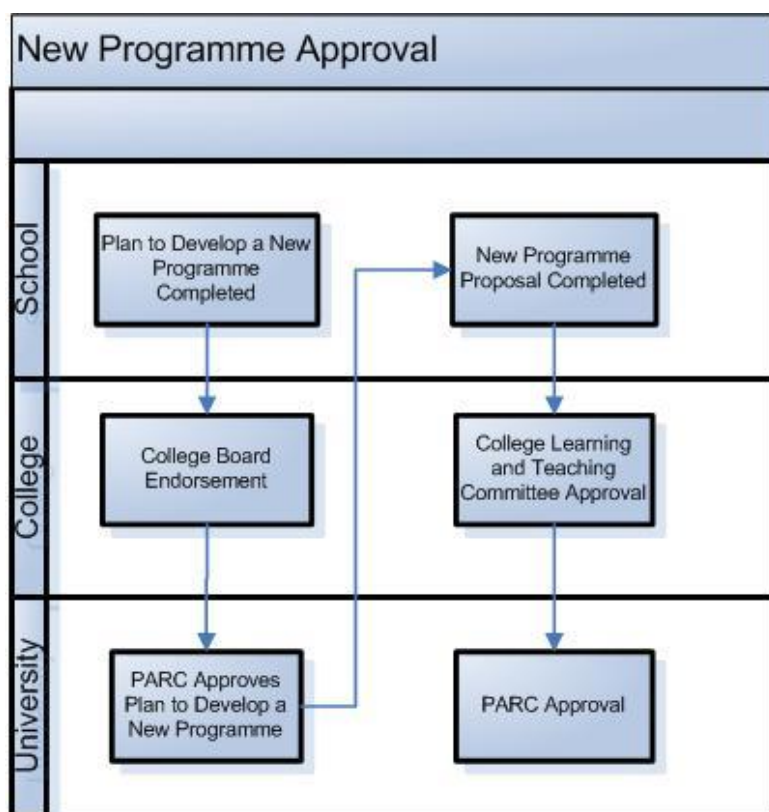 New Programme Approval
School
Plan to Develop a New
Programme
Completed
New Programme
Proposal Completed
College
College Board
Endorsement
College Learning
and Teaching
Committee Approval
University
PARC Approves
Plan to Develop a
New Programme
PARC Approval